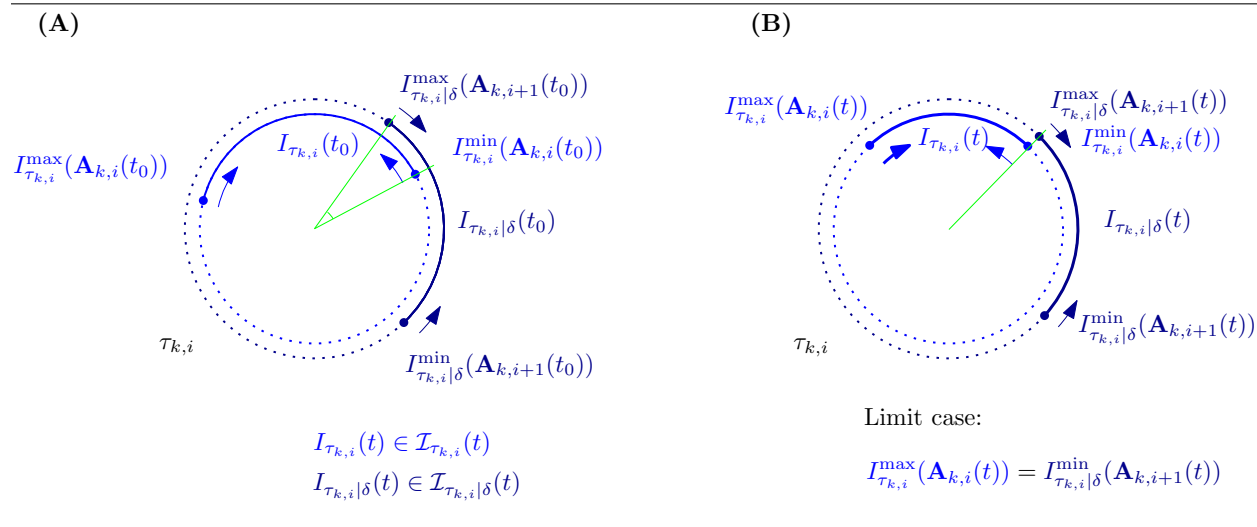 (A)
(B)
I^{max}_{τ_{k,i}|δ}(𝐀_{k,i+1}(t_0))
I_{τ_{k,i}}(t_0)
I^{min}_{τ_{k,i}}(𝐀_{k,i}(t_0))
I^{max}_{τ_{k,i}}(𝐀_{k,i}(t_0))
I_{τ_{k,i}|δ}(t_0)
τ_{k,i}
I^{min}_{τ_{k,i}|δ}(𝐀_{k,i+1}(t_0))
I_{τ_{k,i}}(t) ∈ ℐ_{τ_{k,i}}(t)
I_{τ_{k,i}|δ}(t) ∈ ℐ_{τ_{k,i}|δ}(t)
I^{max}_{τ_{k,i}}(𝐀_{k,i}(t))
I^{max}_{τ_{k,i}|δ}(𝐀_{k,i+1}(t))
I_{τ_{k,i}}(t)
I^{min}_{τ_{k,i}}(𝐀_{k,i}(t))
I_{τ_{k,i}|δ}(t)
I^{min}_{τ_{k,i}|δ}(𝐀_{k,i+1}(t))
τ_{k,i}
Limit case:
I^{max}_{τ_{k,i}}(𝐀_{k,i}(t)) = I^{min}_{τ_{k,i}|δ}(𝐀_{k,i+1}(t))